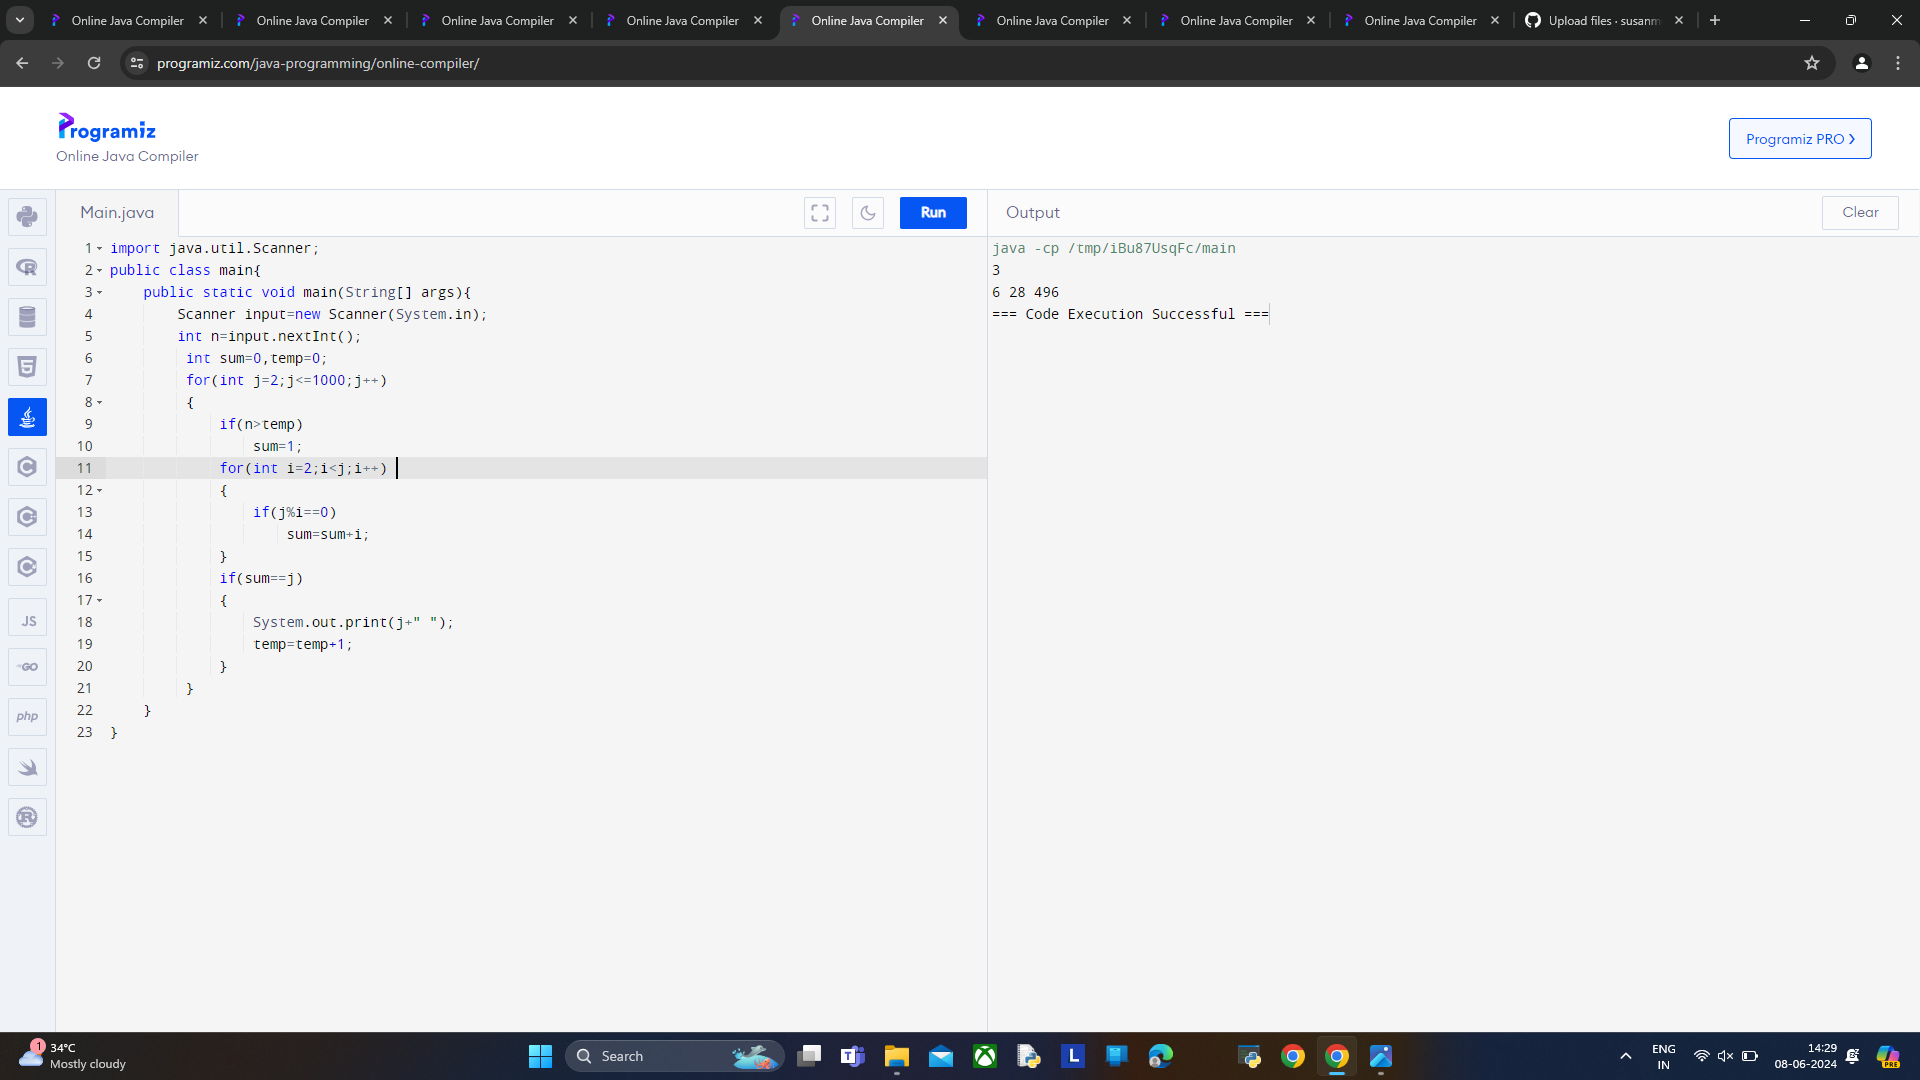 Online Java Compiler
Online Java Compiler
Online Java Compiler
Online Java Compiler
Online Java Compiler
Online Java Compiler
Online Java Compiler
Online Java Compiler
Upload files · susanm
programiz.com/java-programming/online-compiler/
Programiz
Online Java Compiler
Programiz PRO
Main.java
Run
Output
Clear
1 import java.util.Scanner;
2 public class main{
3 public static void main(String[] args){
4 Scanner input=new Scanner(System.in);
5 int n=input.nextInt();
6 int sum=0,temp=0;
7 for(int j=2;j<=1000;j++)
8 {
9 if(n>temp)
10 sum=1;
11 for(int i=2;i<j;i++)
12 {
13 if(j%i==0)
14 sum=sum+i;
15 }
16 if(sum==j)
17 {
18 System.out.print(j+" ");
19 temp=temp+1;
20 }
21 }
22 }
23 }
java -cp /tmp/iBu87UsqFc/main
3
6 28 496
=== Code Execution Successful ===
JS
GO
php
1
34°C
Mostly cloudy
Search
L
ENG
IN
14:29
08-06-2024
PRE